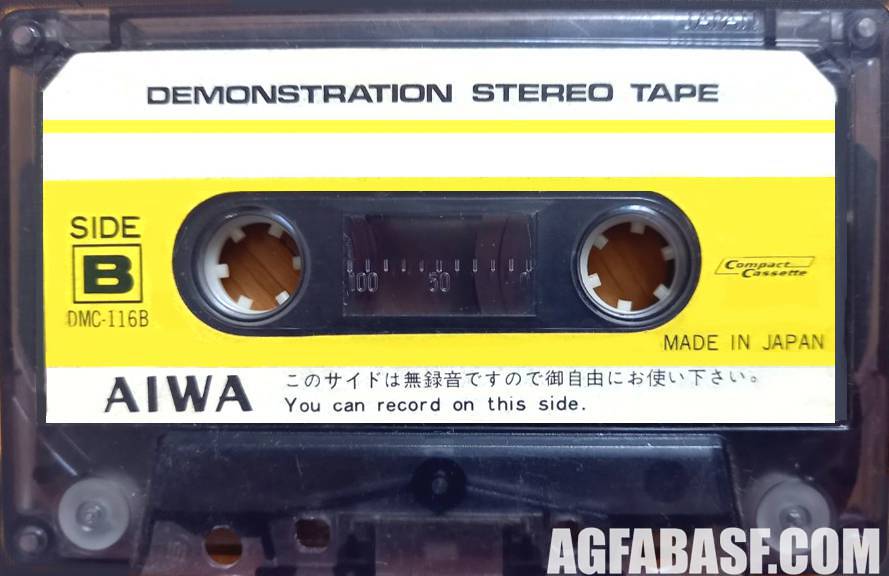 JAPAN
DEMONSTRATION STEREO TAPE
SIDE
B
DMC-116B
100 50 0
Compact
Cassette
MADE IN JAPAN
AIWA
このサイドは無録音ですので御自由にお使い下さい。
You can record on this side.
AGFABASF.COM